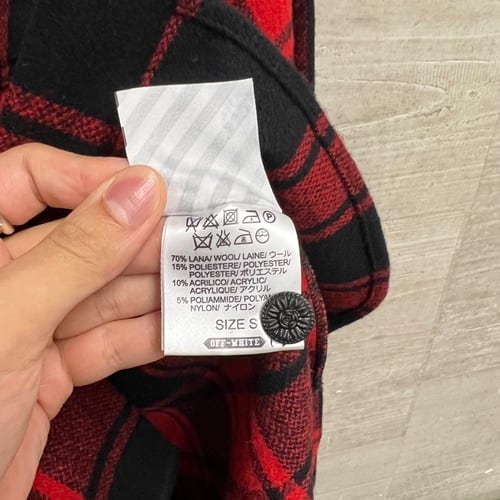 70% LANA/ WOOL/ LAINE/ ウール
15% POLIESTERE/ POLYESTER/
POLYESTER/ ポリエステル
10% ACRILICO/ ACRYLIC/
ACRYLIQUE/ アクリル
5% POLIAMMIDE/
NYLON/ ナイロン
SIZE S
OFF-WHITE